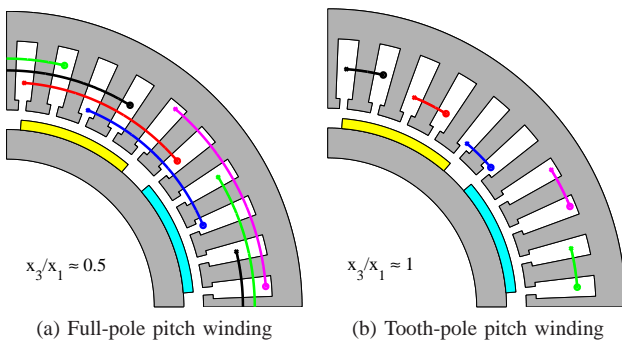 x₃/x₁ ≈ 0.5
x₃/x₁ ≈ 1
(a) Full-pole pitch winding
(b) Tooth-pole pitch winding